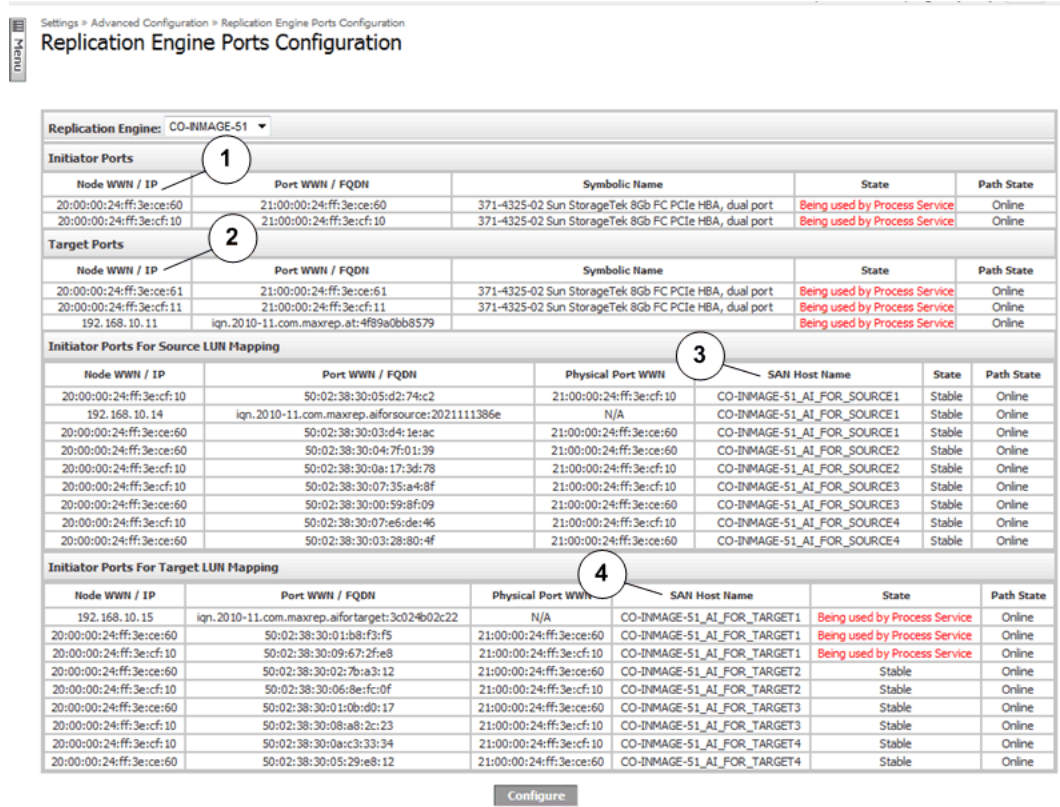 Settings » Advanced Configuration » Replication Engine Ports Configuration
Menu
Replication Engine Ports Configuration
Replication Engine: CO-INMAGE-51
Initiator Ports
1
Node WWN / IP Port WWN / FQDN Symbolic Name State Path State
20:00:00:24:ff:3e:ce:60 21:00:00:24:ff:3e:ce:60 371-4325-02 Sun StorageTek 8Gb FC PCIe HBA, dual port Being used by Process Service Online
20:00:00:24:ff:3e:cf:10 21:00:00:24:ff:3e:cf:10 371-4325-02 Sun StorageTek 8Gb FC PCIe HBA, dual port Being used by Process Service Online
Target Ports
2
Node WWN / IP Port WWN / FQDN Symbolic Name State Path State
20:00:00:24:ff:3e:ce:61 21:00:00:24:ff:3e:ce:61 371-4325-02 Sun StorageTek 8Gb FC PCIe HBA, dual port Being used by Process Service Online
20:00:00:24:ff:3e:cf:11 21:00:00:24:ff:3e:cf:11 371-4325-02 Sun StorageTek 8Gb FC PCIe HBA, dual port Being used by Process Service Online
192.168.10.11 iqn.2010-11.com.maxrep.at:4f89a0bb8579 Being used by Process Service Online
Initiator Ports For Source LUN Mapping
3
Node WWN / IP Port WWN / FQDN Physical Port WWN SAN Host Name State Path State
20:00:00:24:ff:3e:cf:10 50:02:38:30:05:d2:74:c2 21:00:00:24:ff:3e:cf:10 CO-INMAGE-51_AI_FOR_SOURCE1 Stable Online
192.168.10.14 iqn.2010-11.com.maxrep.aiforsource:2021111386e N/A CO-INMAGE-51_AI_FOR_SOURCE1 Stable Online
20:00:00:24:ff:3e:ce:60 50:02:38:30:03:d4:1e:ac 21:00:00:24:ff:3e:ce:60 CO-INMAGE-51_AI_FOR_SOURCE1 Stable Online
20:00:00:24:ff:3e:ce:60 50:02:38:30:04:7f:01:39 21:00:00:24:ff:3e:ce:60 CO-INMAGE-51_AI_FOR_SOURCE2 Stable Online
20:00:00:24:ff:3e:cf:10 50:02:38:30:0a:17:3d:78 21:00:00:24:ff:3e:cf:10 CO-INMAGE-51_AI_FOR_SOURCE2 Stable Online
20:00:00:24:ff:3e:cf:10 50:02:38:30:07:35:a4:8f 21:00:00:24:ff:3e:cf:10 CO-INMAGE-51_AI_FOR_SOURCE3 Stable Online
20:00:00:24:ff:3e:ce:60 50:02:38:30:00:59:8f:09 21:00:00:24:ff:3e:ce:60 CO-INMAGE-51_AI_FOR_SOURCE3 Stable Online
20:00:00:24:ff:3e:cf:10 50:02:38:30:07:e6:de:46 21:00:00:24:ff:3e:cf:10 CO-INMAGE-51_AI_FOR_SOURCE4 Stable Online
20:00:00:24:ff:3e:ce:60 50:02:38:30:03:28:80:4f 21:00:00:24:ff:3e:ce:60 CO-INMAGE-51_AI_FOR_SOURCE4 Stable Online
Initiator Ports For Target LUN Mapping
4
Node WWN / IP Port WWN / FQDN Physical Port WWN SAN Host Name State Path State
192.168.10.15 iqn.2010-11.com.maxrep.aifortarget:3c024b02c22 N/A CO-INMAGE-51_AI_FOR_TARGET1 Being used by Process Service Online
20:00:00:24:ff:3e:ce:60 50:02:38:30:01:b8:f3:f5 21:00:00:24:ff:3e:ce:60 CO-INMAGE-51_AI_FOR_TARGET1 Being used by Process Service Online
20:00:00:24:ff:3e:cf:10 50:02:38:30:09:67:2f:e8 21:00:00:24:ff:3e:cf:10 CO-INMAGE-51_AI_FOR_TARGET1 Being used by Process Service Online
20:00:00:24:ff:3e:ce:60 50:02:38:30:02:7b:a3:12 21:00:00:24:ff:3e:ce:60 CO-INMAGE-51_AI_FOR_TARGET2 Stable Online
20:00:00:24:ff:3e:cf:10 50:02:38:30:06:8e:fc:0f 21:00:00:24:ff:3e:cf:10 CO-INMAGE-51_AI_FOR_TARGET2 Stable Online
20:00:00:24:ff:3e:ce:60 50:02:38:30:01:0b:d0:17 21:00:00:24:ff:3e:ce:60 CO-INMAGE-51_AI_FOR_TARGET3 Stable Online
20:00:00:24:ff:3e:cf:10 50:02:38:30:08:a8:2c:23 21:00:00:24:ff:3e:cf:10 CO-INMAGE-51_AI_FOR_TARGET3 Stable Online
20:00:00:24:ff:3e:cf:10 50:02:38:30:0a:c3:33:34 21:00:00:24:ff:3e:cf:10 CO-INMAGE-51_AI_FOR_TARGET4 Stable Online
20:00:00:24:ff:3e:ce:60 50:02:38:30:05:29:e8:12 21:00:00:24:ff:3e:ce:60 CO-INMAGE-51_AI_FOR_TARGET4 Stable Online
Configure